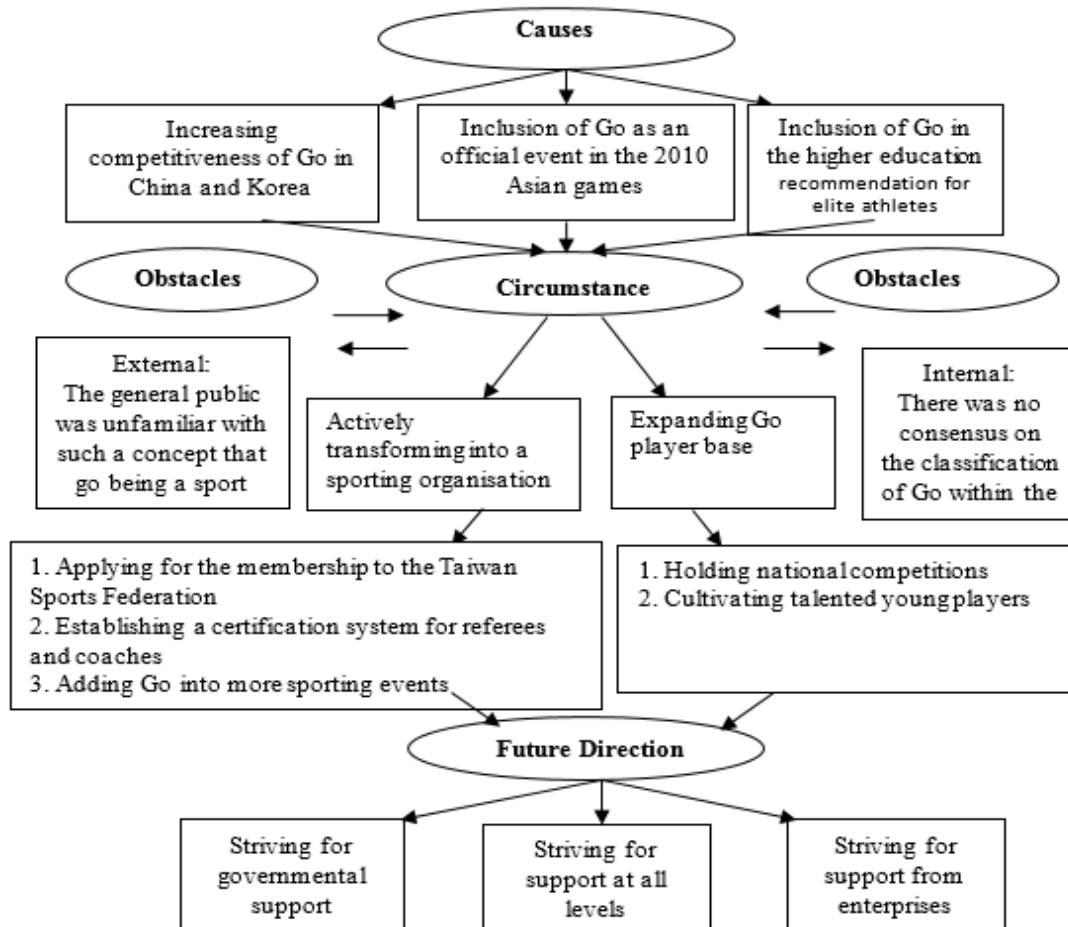 Causes
Increasing
competitiveness of Go in
China and Korea
Inclusion of Go as an
official event in the 2010
Asian games
Inclusion of Go in
the higher education
recommendation for
elite athletes
Obstacles
Circumstance
Obstacles
External:
The general public
was unfamiliar with
such a concept that
go being a sport
Actively
transforming into a
sporting organisation
Expanding Go
player base
Internal:
There was no
consensus on
the classification
of Go within the
1. Applying for the membership to the Taiwan
Sports Federation
2. Establishing a certification system for referees
and coaches
3. Adding Go into more sporting events
1. Holding national competitions
2. Cultivating talented young players
Future Direction
Striving for
governmental
support
Striving for
support at all
levels
Striving for
support from
enterprises